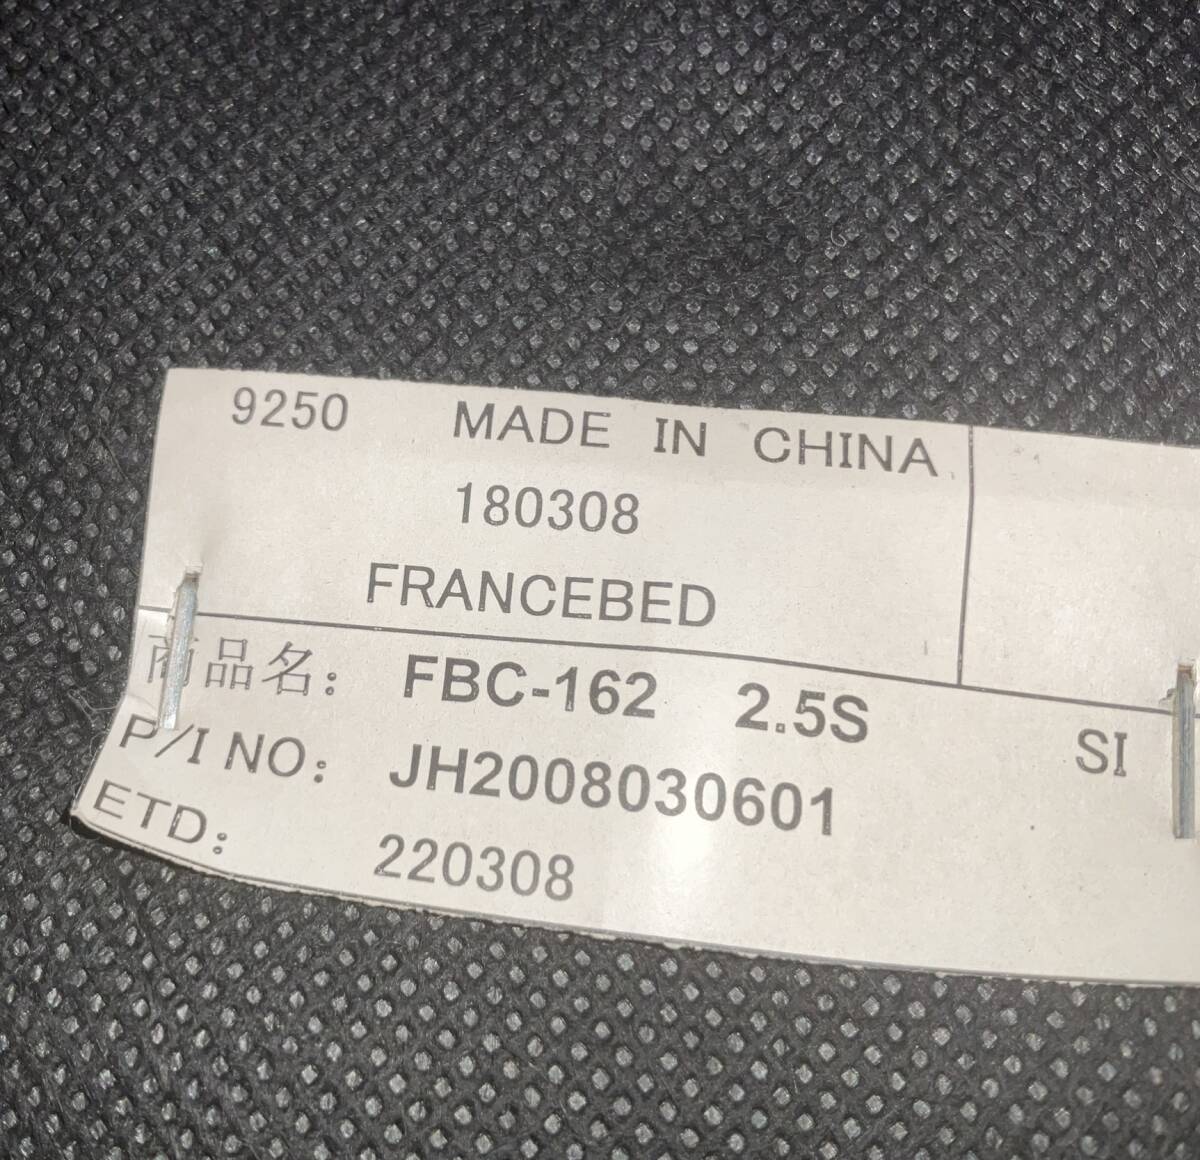 9250 MADE IN CHINA
180308
FRANCEBED
商品名: FBC-162 2.5S SI
P/I NO: JH2008030601
ETD: 220308